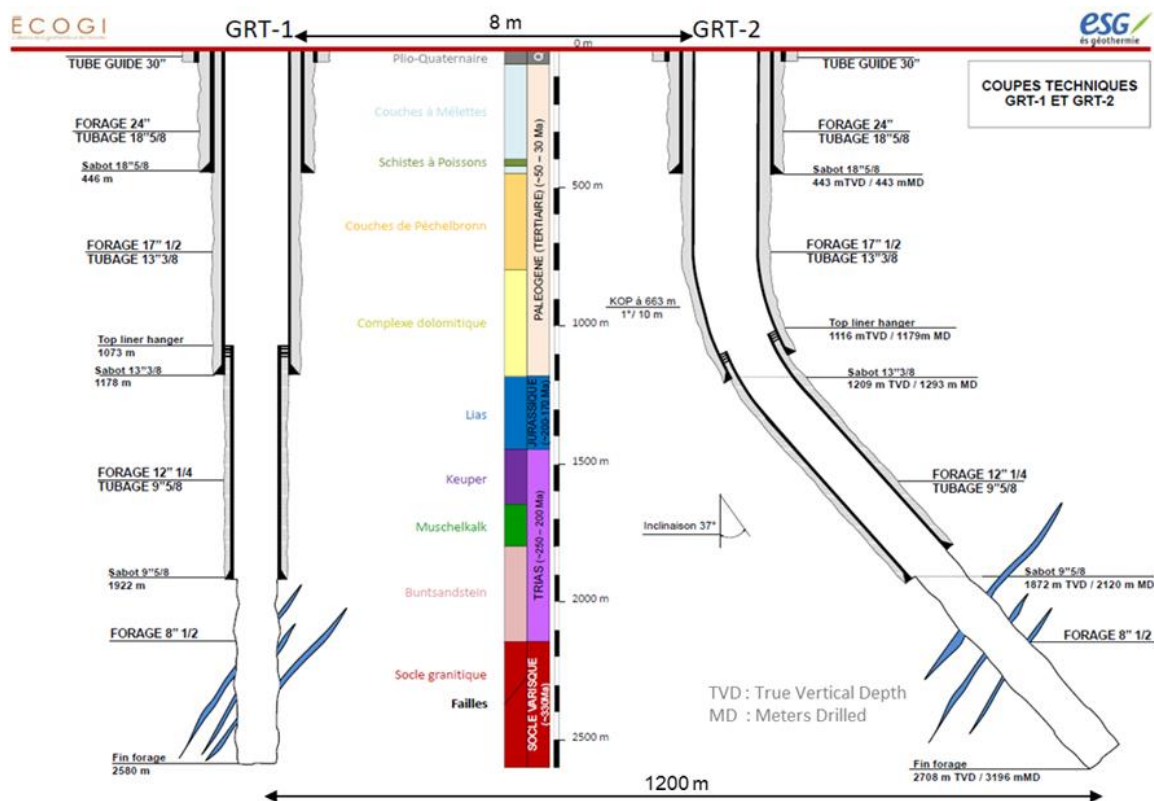 ÉCOGI
GRT-1
8 m
GRT-2
esG
és géothermie
0 m
TUBE GUIDE 30"
Plio-Quaternaire
Q
TUBE GUIDE 30"
COUPES TECHNIQUES
GRT-1 ET GRT-2
Couches à Mélettes
FORAGE 24"
TUBAGE 18"5/8
FORAGE 24"
TUBAGE 18"5/8
Schistes à Poissons
Sabot 18"5/8
446 m
Sabot 18"5/8
443 mTVD / 443 mMD
500 m
PALEOGENE (TERTIAIRE) (~50 – 30 Ma)
Couches de Péchelbronn
FORAGE 17" 1/2
TUBAGE 13"3/8
FORAGE 17" 1/2
TUBAGE 13"3/8
KOP à 663 m
1°/ 10 m
Complexe dolomitique
1000 m
Top liner hanger
1073 m
Top liner hanger
1116 mTVD / 1179m MD
Sabot 13"3/8
1178 m
Sabot 13"3/8
1209 m TVD / 1293 m MD
Lias
JURASSIQUE
(~200-170 Ma)
1500 m
FORAGE 12" 1/4
TUBAGE 9"5/8
Keuper
FORAGE 12" 1/4
TUBAGE 9"5/8
Muschelkalk
TRIAS (~250 – 200 Ma)
Inclinaison 37°
Sabot 9"5/8
1922 m
Buntsandstein
Sabot 9"5/8
1872 m TVD / 2120 m MD
2000 m
FORAGE 8" 1/2
FORAGE 8" 1/2
Socle granitique
SOCLE VARISQUE
(~330Ma)
Failles
TVD : True Vertical Depth
MD : Meters Drilled
2500 m
Fin forage
2580 m
Fin forage
2708 m TVD / 3196 mMD
1200 m